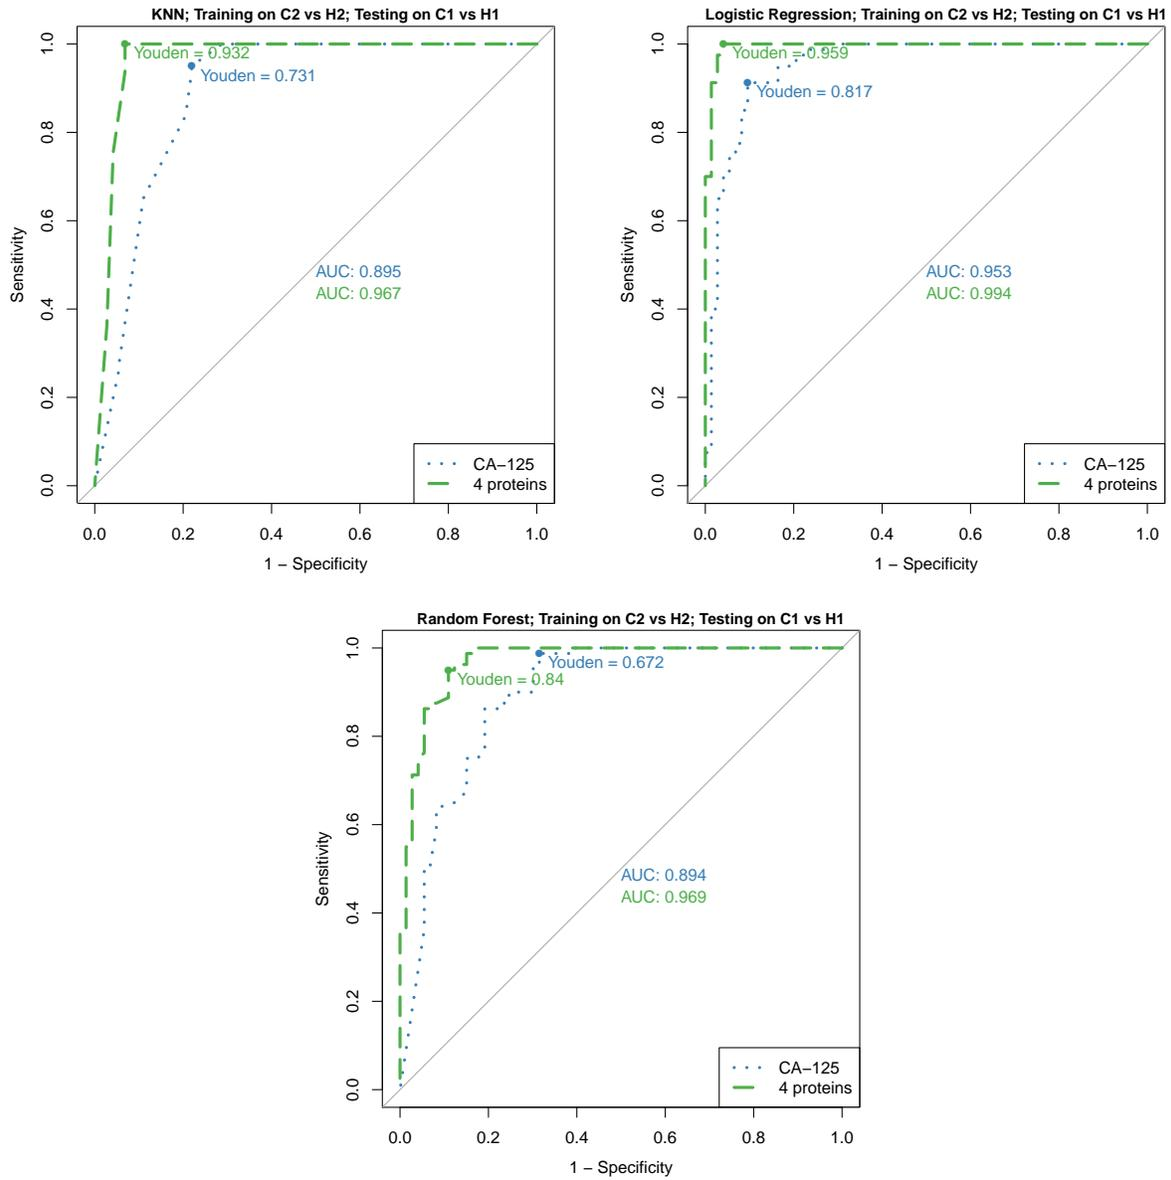 KNN; Training on C2 vs H2; Testing on C1 vs H1
1.0
Youden = 0.932
Youden = 0.731
0.8
0.6
Sensitivity
AUC: 0.895
AUC: 0.967
0.4
0.2
CA−125
4 proteins
0.0
0.0 0.2 0.4 0.6 0.8 1.0
1 − Specificity
Logistic Regression; Training on C2 vs H2; Testing on C1 vs H1
1.0
Youden = 0.959
Youden = 0.817
0.8
0.6
Sensitivity
AUC: 0.953
AUC: 0.994
0.4
0.2
CA−125
4 proteins
0.0
0.0 0.2 0.4 0.6 0.8 1.0
1 − Specificity
Random Forest; Training on C2 vs H2; Testing on C1 vs H1
1.0
Youden = 0.672
Youden = 0.84
0.8
0.6
Sensitivity
AUC: 0.894
AUC: 0.969
0.4
0.2
CA−125
4 proteins
0.0
0.0 0.2 0.4 0.6 0.8 1.0
1 − Specificity